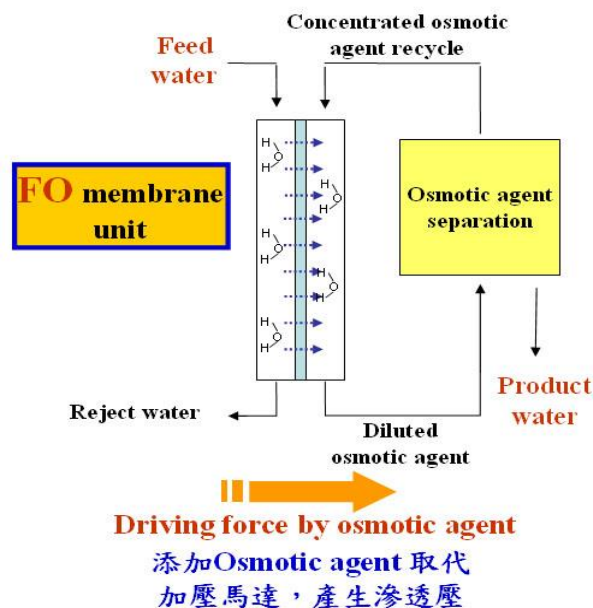 Feed
water
Concentrated osmotic
agent recycle
FO membrane
unit
H
O
H
H
O
H
H
O
H
H
O
H
H
O
H
Osmotic agent
separation
Reject water
Diluted
osmotic agent
Product
water
Driving force by osmotic agent
添加Osmotic agent 取代
加壓馬達，產生滲透壓